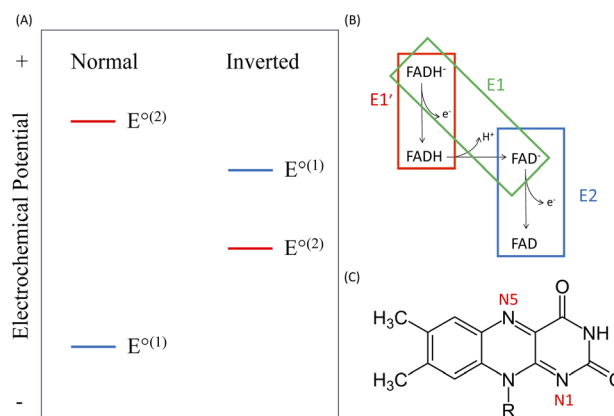 (A)
+
Normal
Inverted
E°⁽²⁾
E°⁽¹⁾
E°⁽²⁾
E°⁽¹⁾
Electrochemical Potential
-
(B)
E1
FADH⁻
E1’
e⁻
H⁺
FADH
FAD⁻
E2
e⁻
FAD
(C)
O
N5
H₃C
N
NH
H₃C
N
N
O
R
N1